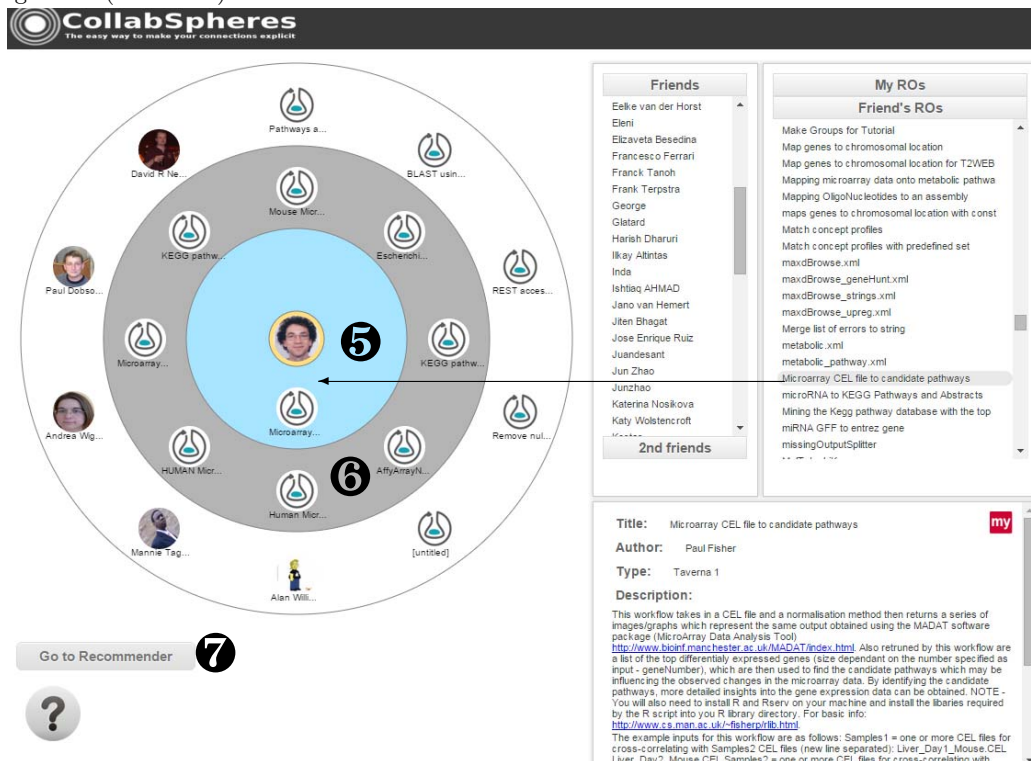 CollabSpheres
The easy way to make your connections explicit
Pathways a...
David R Ne...
BLAST usin...
Mouse Micr...
KEGG pathw...
Escherichi...
Paul Dobso...
REST acces...
5
Microarray...
KEGG pathw...
Microarray...
Andrea Wig...
Remove nul...
HUMAN Micr...
6
AffyArrayN...
Human Micr...
Mannie Tag...
[untitled]
Alan Willi...
Go to Recommender
7
?
Friends
Eelke van der Horst
Eleni
Elizaveta Besedina
Francesco Ferrari
Franck Tanoh
Frank Terpstra
George
Glatard
Harish Dharuri
Ilkay Altintas
Inda
Ishtiaq AHMAD
Jano van Hemert
Jiten Bhagat
Jose Enrique Ruiz
Juandesant
Jun Zhao
Junzhao
Katerina Nosikova
Katy Wolstencroft
2nd friends
My ROs
Friend's ROs
Make Groups for Tutorial
Map genes to chromosomal location
Map genes to chromosomal location for T2WEB
Mapping microarray data onto metabolic pathwa
Mapping OligoNucleotides to an assembly
maps genes to chromosomal location with const
Match concept profiles
Match concept profiles with predefined set
maxdBrowse.xml
maxdBrowse_geneHunt.xml
maxdBrowse_strings.xml
maxdBrowse_upreg.xml
Merge list of errors to string
metabolic.xml
metabolic_pathway.xml
Microarray CEL file to candidate pathways
microRNA to KEGG Pathways and Abstracts
Mining the Kegg pathway database with the top
miRNA GFF to entrez gene
missingOutputSplitter
my
Title: Microarray CEL file to candidate pathways
Author: Paul Fisher
Type: Taverna 1
Description:
This workflow takes in a CEL file and a normalisation method then returns a series of
images/graphs which represent the same output obtained using the MADAT software
package (MicroArray Data Analysis Tool)
http://www.bioinf.manchester.ac.uk/MADAT/index.html. Also retruned by this workflow are
a list of the top differentialy expressed genes (size dependant on the number specified as
input - geneNumber), which are then used to find the candidate pathways which may be
influencing the observed changes in the microarray data. By identifying the candidate
pathways, more detailed insights into the gene expression data can be obtained. NOTE -
You will also need to install R and Rserv on your machine and install the libaries required
by the R script into you R library directory. For basic info:
http://www.cs.man.ac.uk/~fisherp/rlib.html.
The example inputs for this workflow are as follows: Samples1 = one or more CEL files for
cross-correlating with Samples2 CEL files (new line separated): Liver_Day1_Mouse.CEL
Liver_Day2_Mouse.CEL Samples2 = one or more CEL files for cross-correlating with